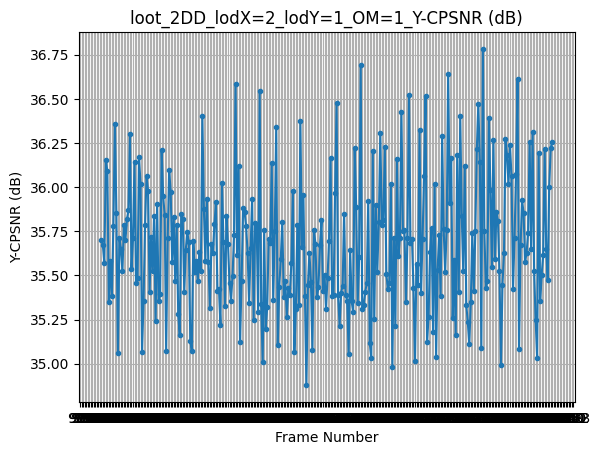 loot_2DD_lodX=2_lodY=1_OM=1_Y-CPSNR (dB)
36.75
36.50
36.25
36.00
35.75
35.50
35.25
35.00
Y-CPSNR (dB)
Frame Number